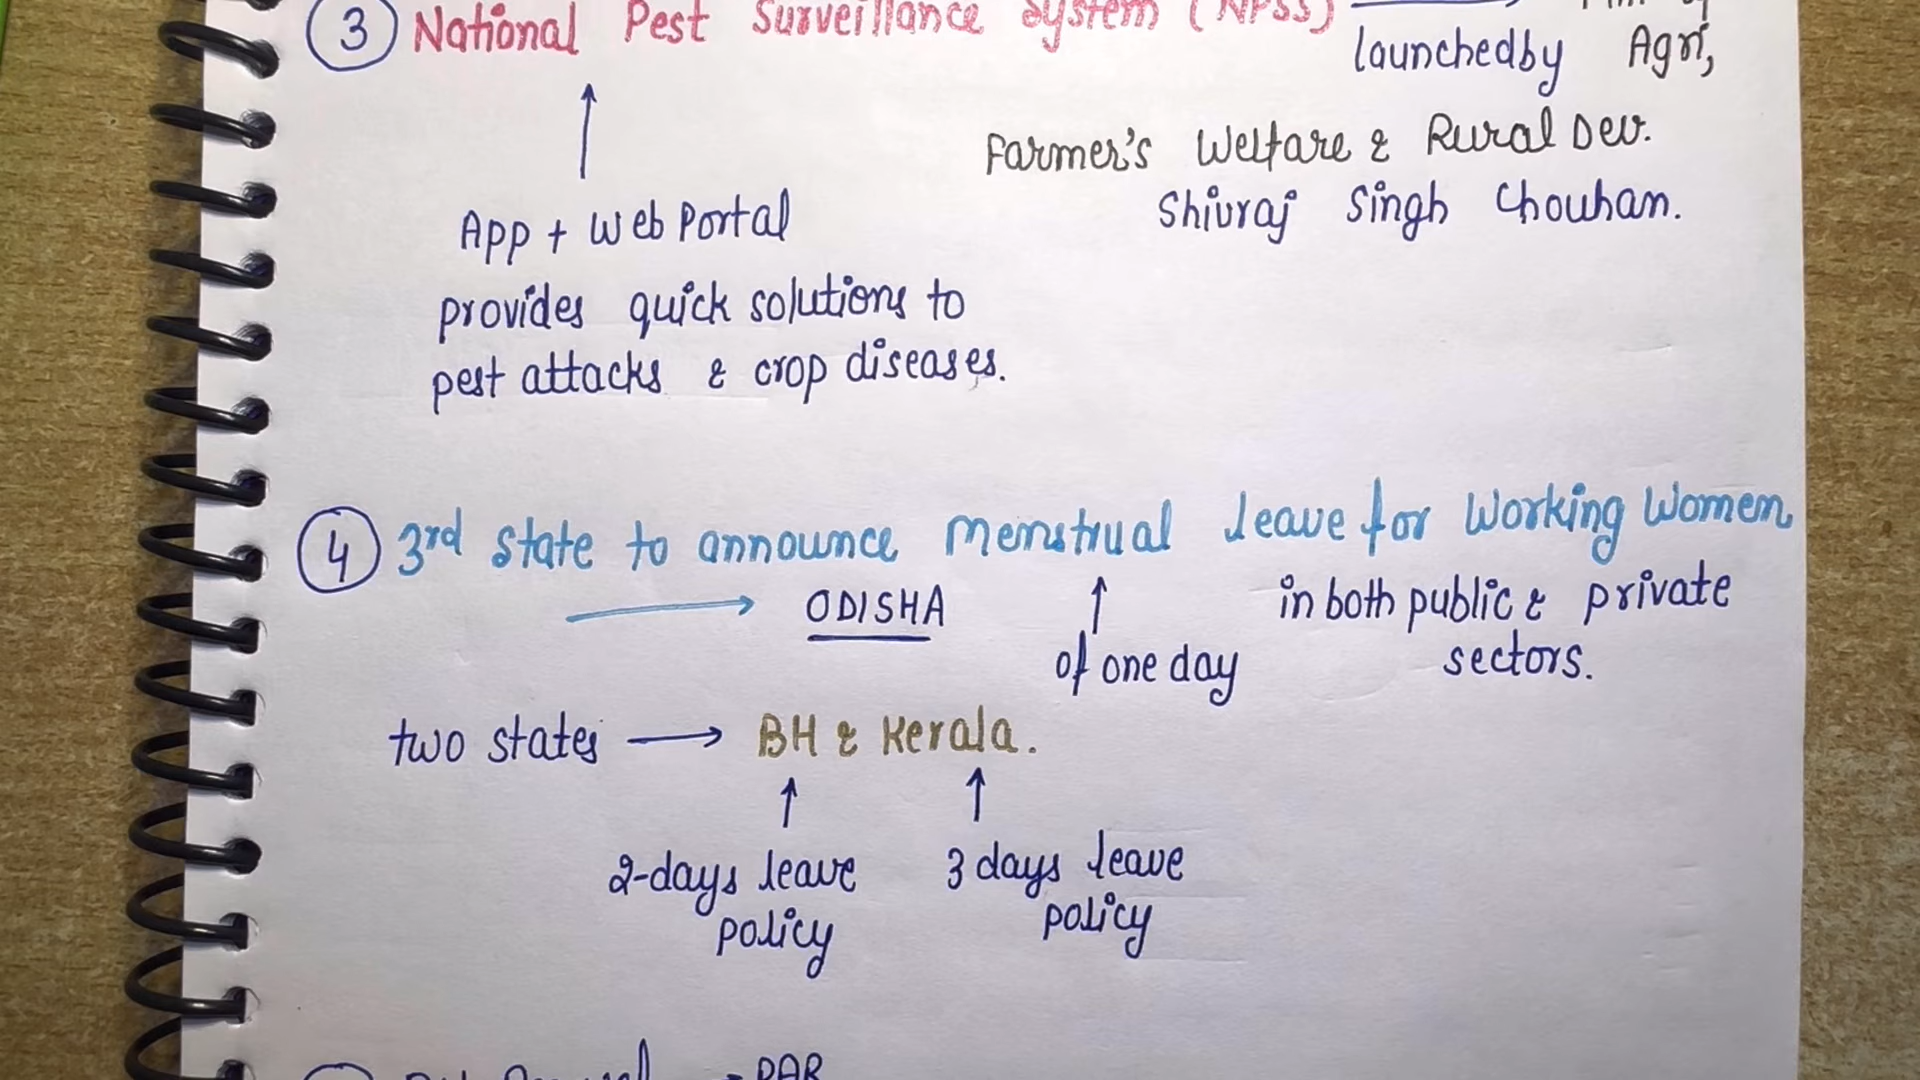 3 National Pest Surveillance System (NPSS)
launched by Agri,
Farmer's Welfare & Rural Dev.
Shivraj Singh Chouhan.
App + Web Portal
provides quick solutions to
pest attacks & crop diseases.
4 3rd state to announce Menstrual leave for Working Women.
ODISHA
of one day
in both public & private
sectors.
two states → BH & Kerala.
2-days leave
policy
3 days leave
policy